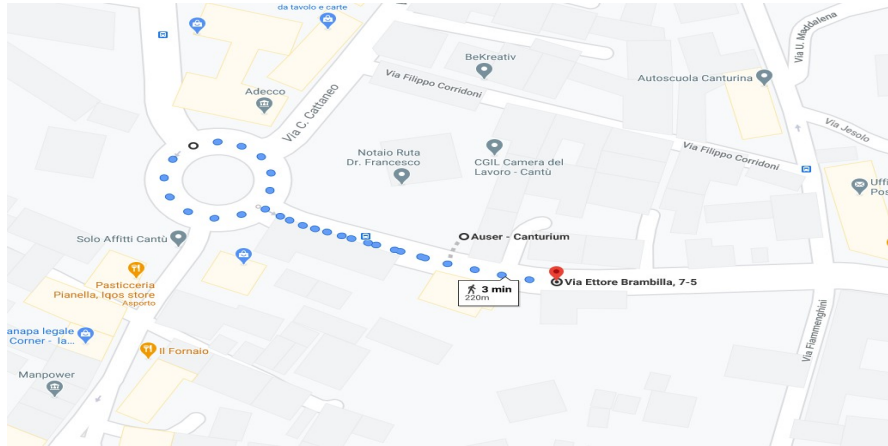 da tavolo e carte
Via U. Maddalena
BeKreativ
Autoscuola Canturina
Via Filippo Corridoni
Adecco
Via C. Cattaneo
Via Jesolo
Notaio Ruta
Dr. Francesco
CGIL Camera del
Lavoro - Cantù
Via Filippo Corridoni
Uffi
Pos
Solo Affitti Cantù
Auser - Canturium
Pasticceria
Pianella, Iqos store
Asporto
3 min
220m
Via Ettore Brambilla, 7-5
anapa legale
Corner - la...
Il Fornaio
Via Fiammenghini
Manpower